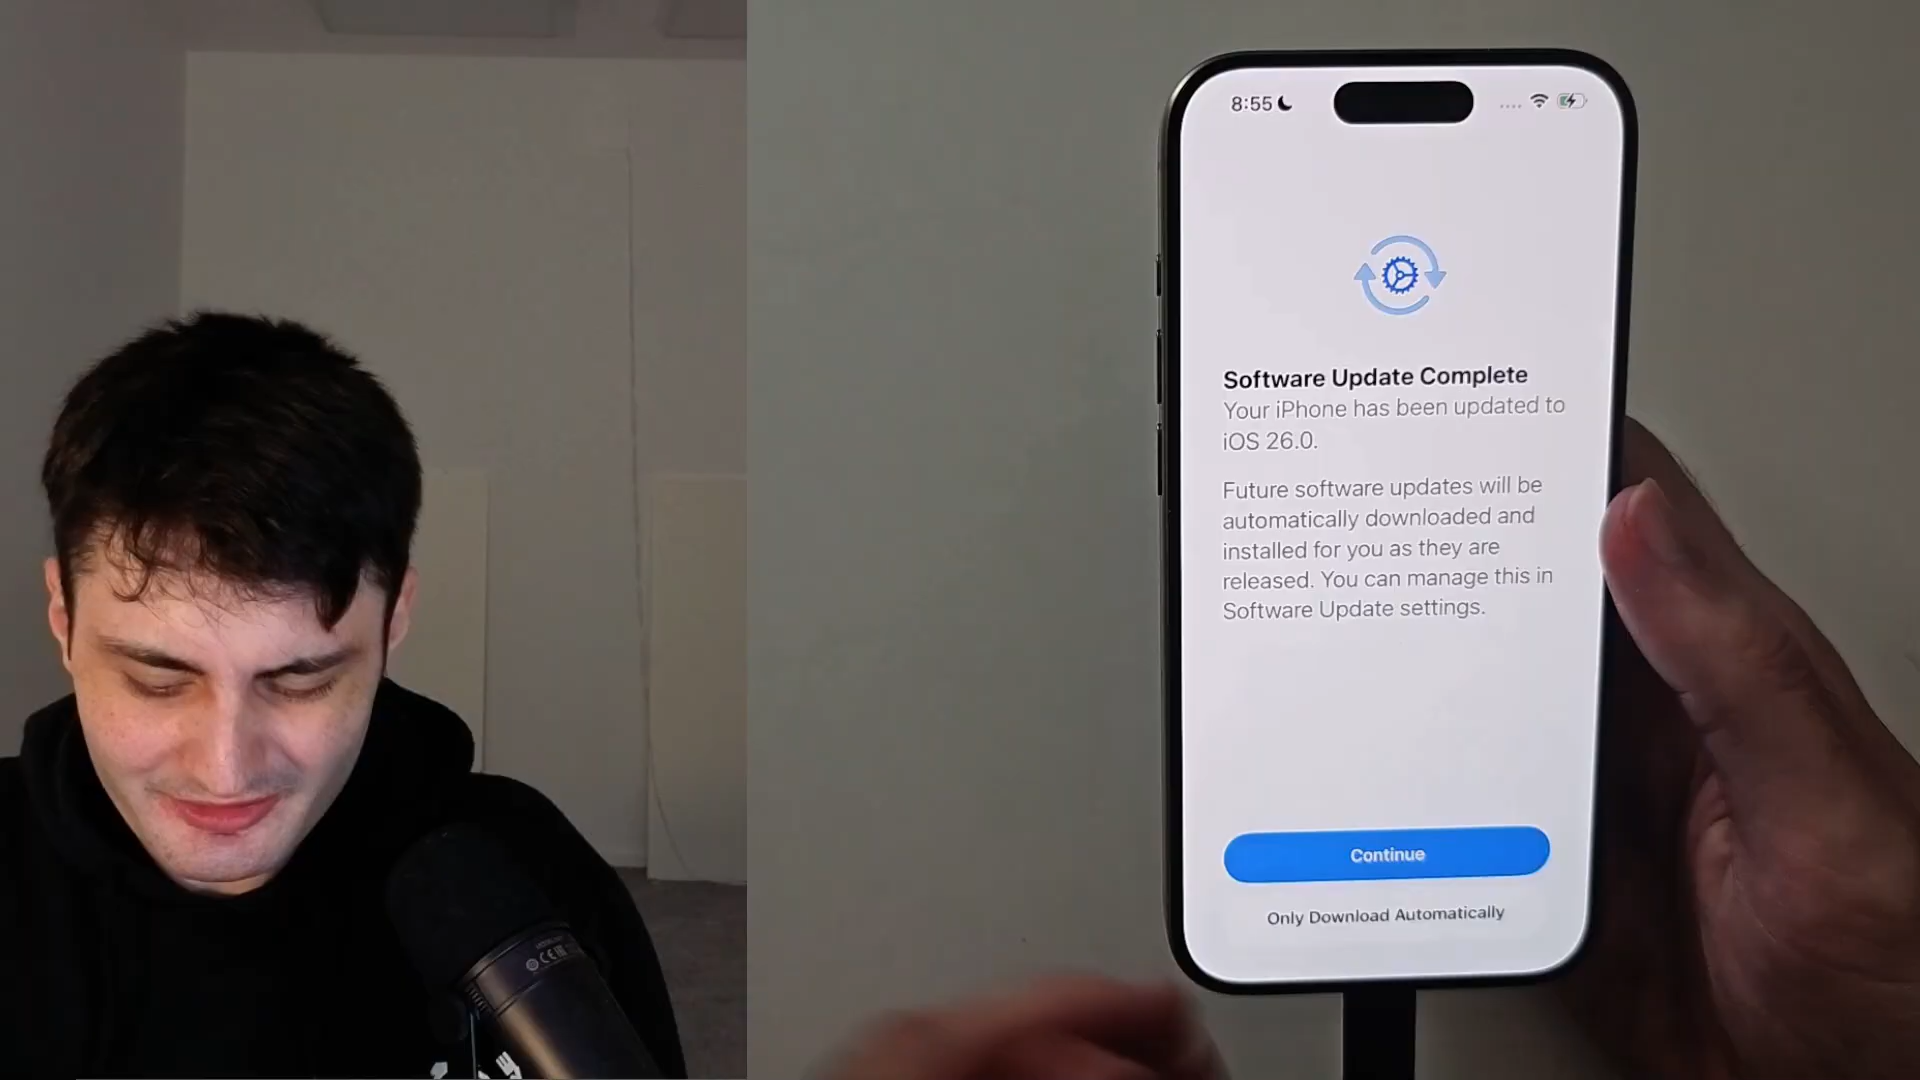 8:55
Software Update Complete
Your iPhone has been updated to
iOS 26.0.
Future software updates will be
automatically downloaded and
installed for you as they are
released. You can manage this in
Software Update settings.
Continue
Only Download Automatically
CE